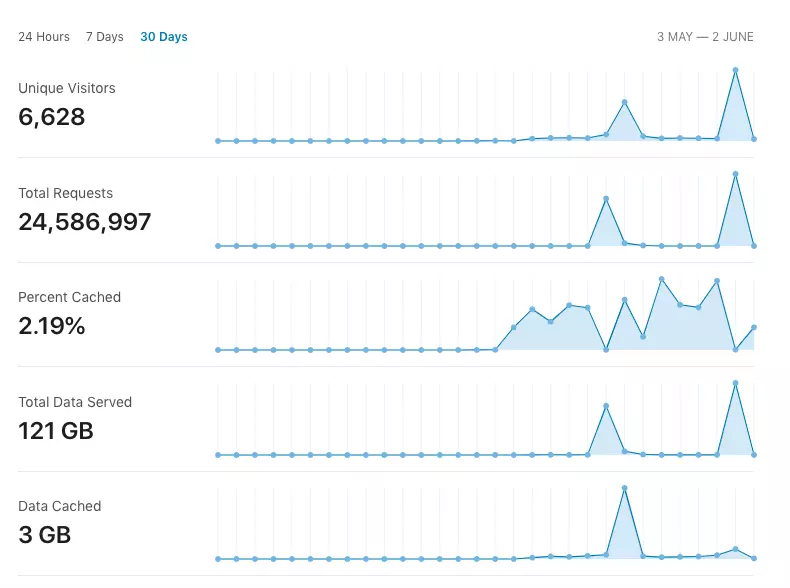 24 Hours 7 Days 30 Days 3 MAY — 2 JUNE
Unique Visitors
6,628
Total Requests
24,586,997
Percent Cached
2.19%
Total Data Served
121 GB
Data Cached
3 GB